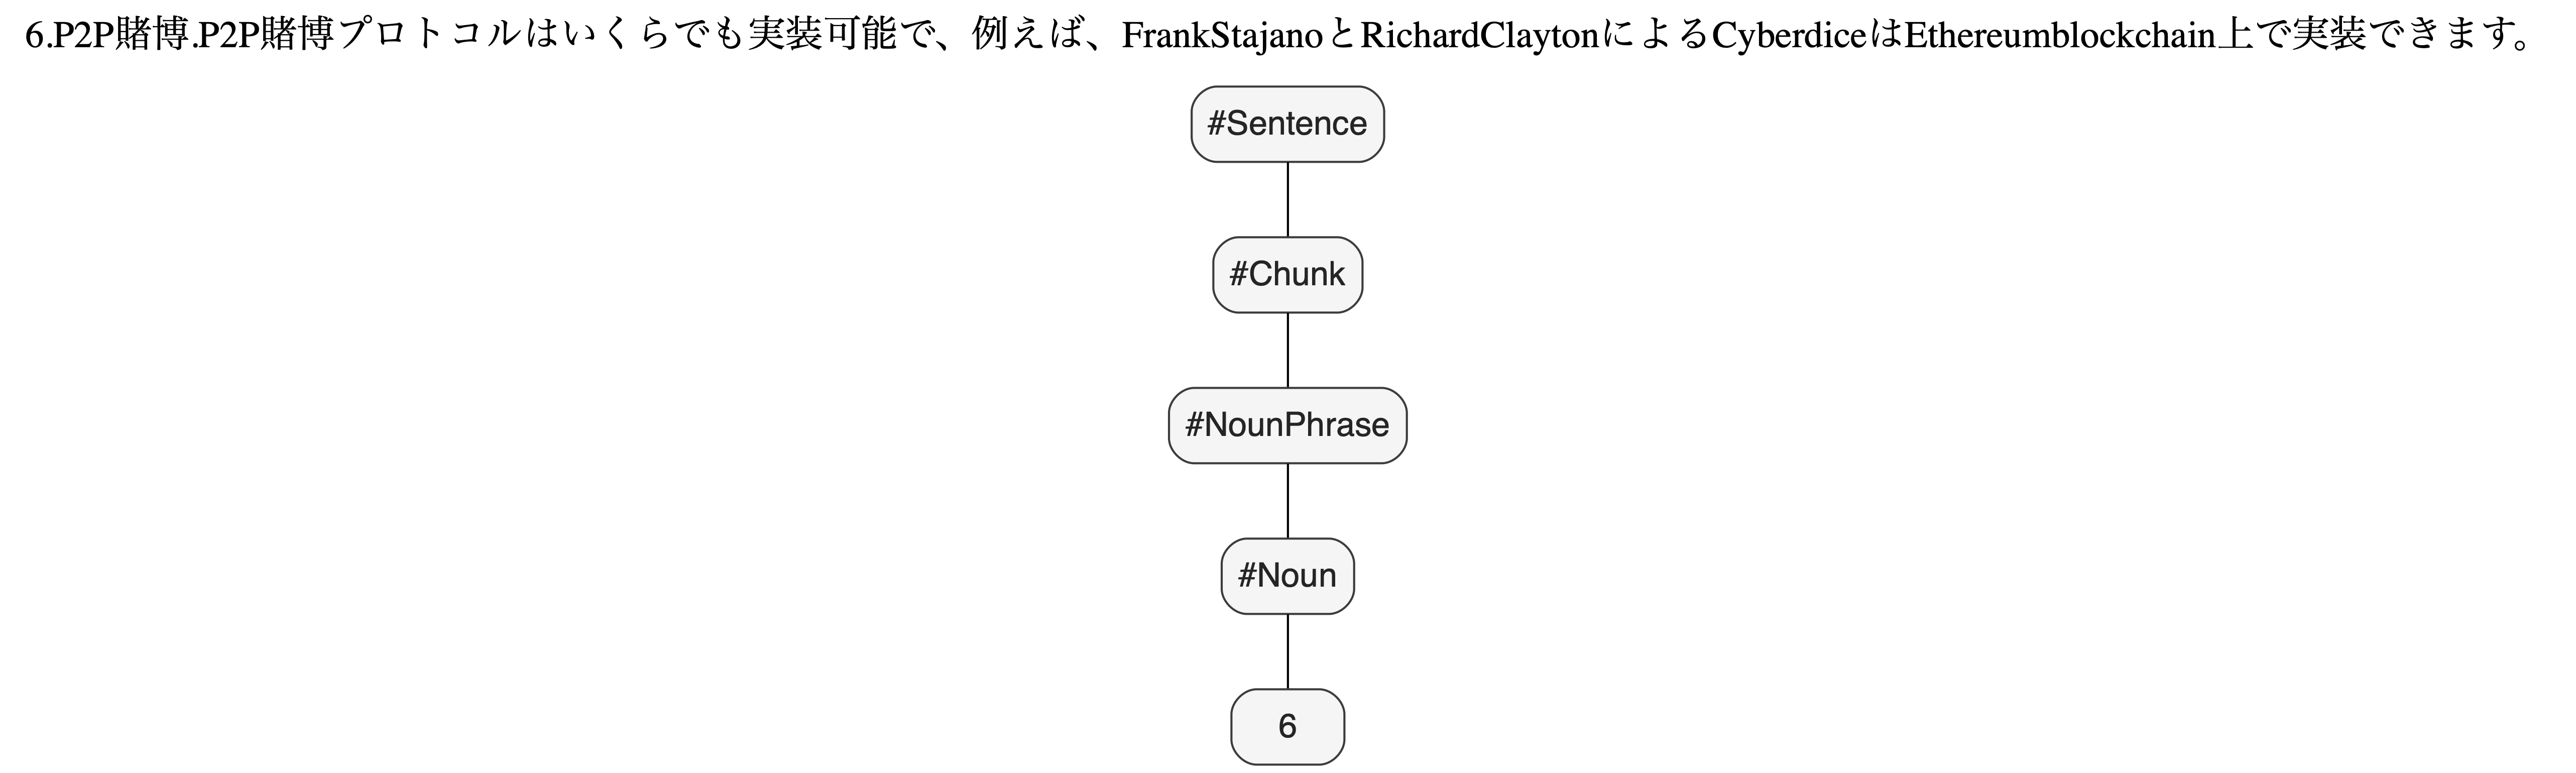 6.P2P賭博.P2P賭博プロトコルはいくらでも実装可能で、例えば、FrankStajanoとRichardClaytonによるCyberdiceはEthereumblockchain上で実装できます。
#Sentence
#Chunk
#NounPhrase
#Noun
6